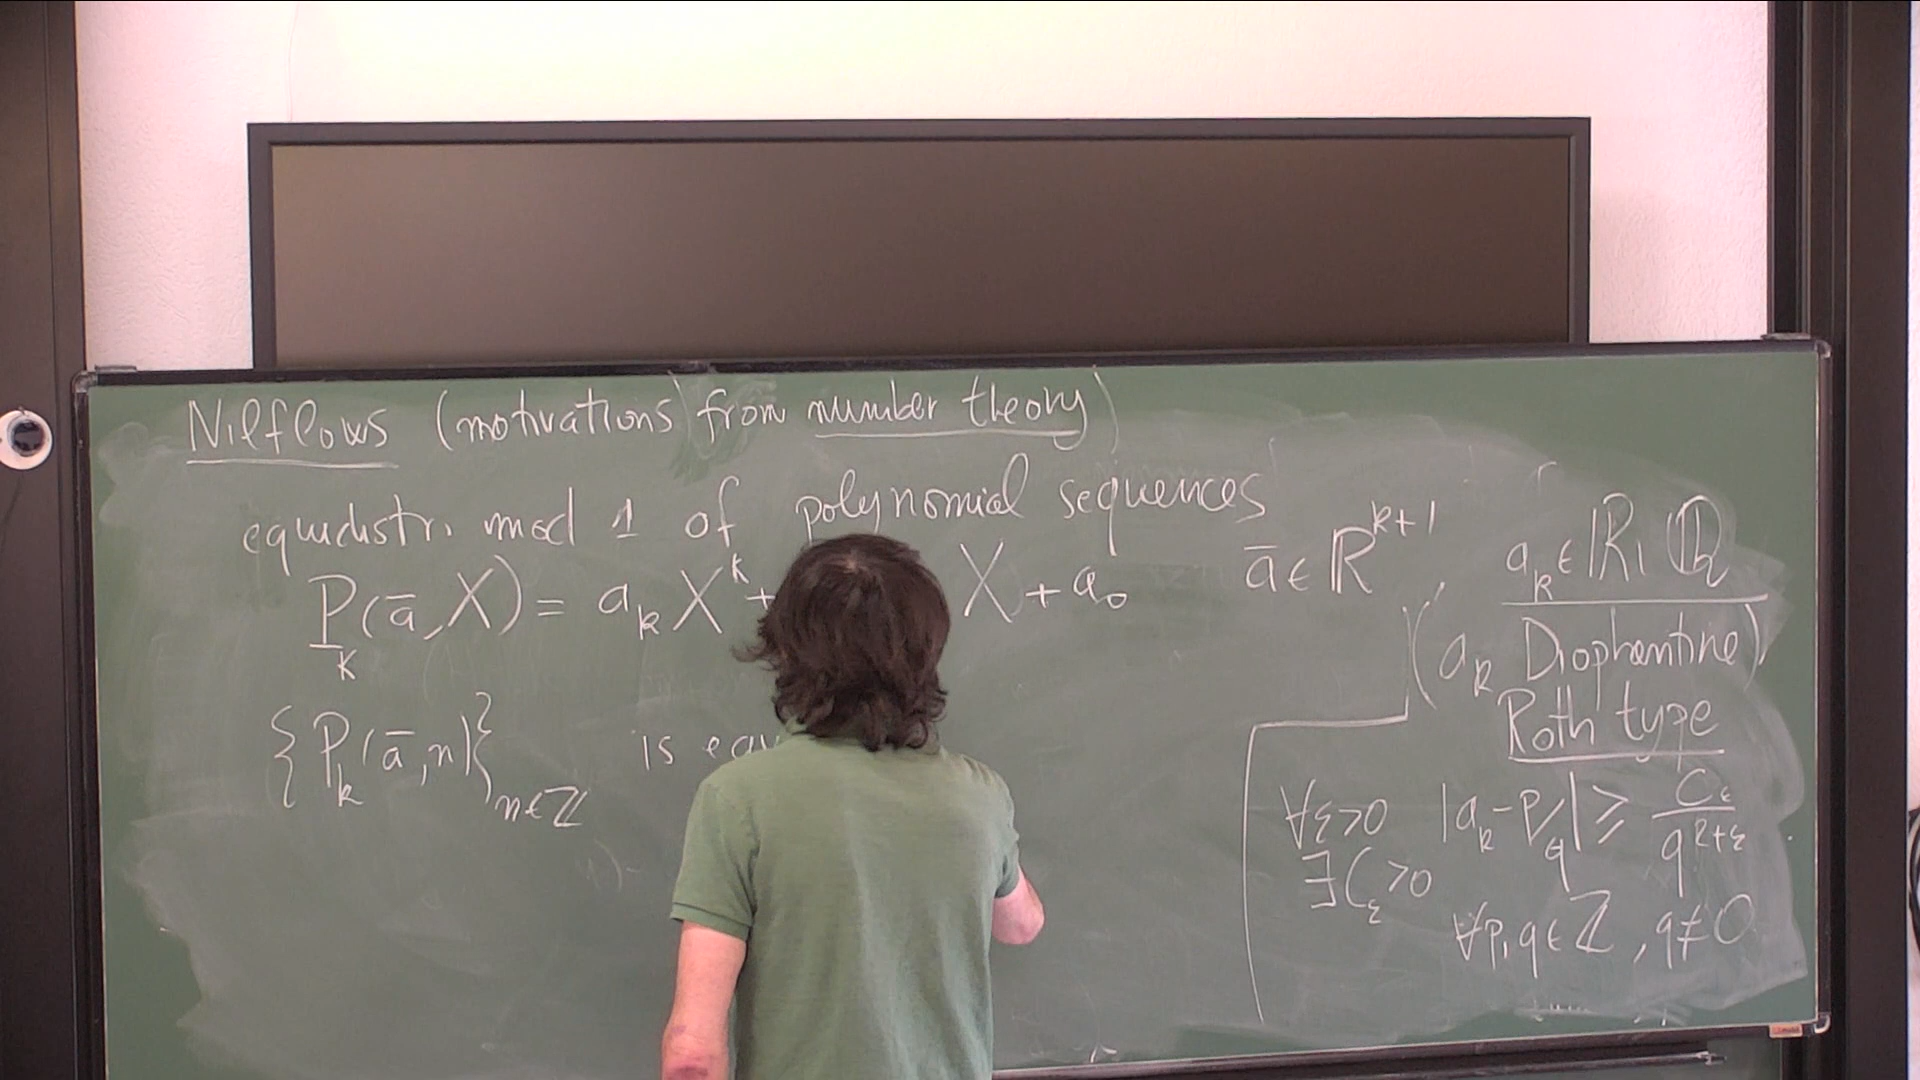 Nilflows (motivations from number theory)
equidistr. mod 1 of polynomial sequences
P_k(ā, X) = a_k X^k + X + a_0 ā ∈ ℝ^{k+1}, a_k ∈ ℝ \ ℚ
(a_k Diophantine)
Roth type
{P_k(ā, n)}_{n∈ℤ} is equ
∀ε>0 |a_k - p/q| ≥ C_ε / q^{2+ε}
∃C_ε>0
∀p, q ∈ ℤ, q≠0